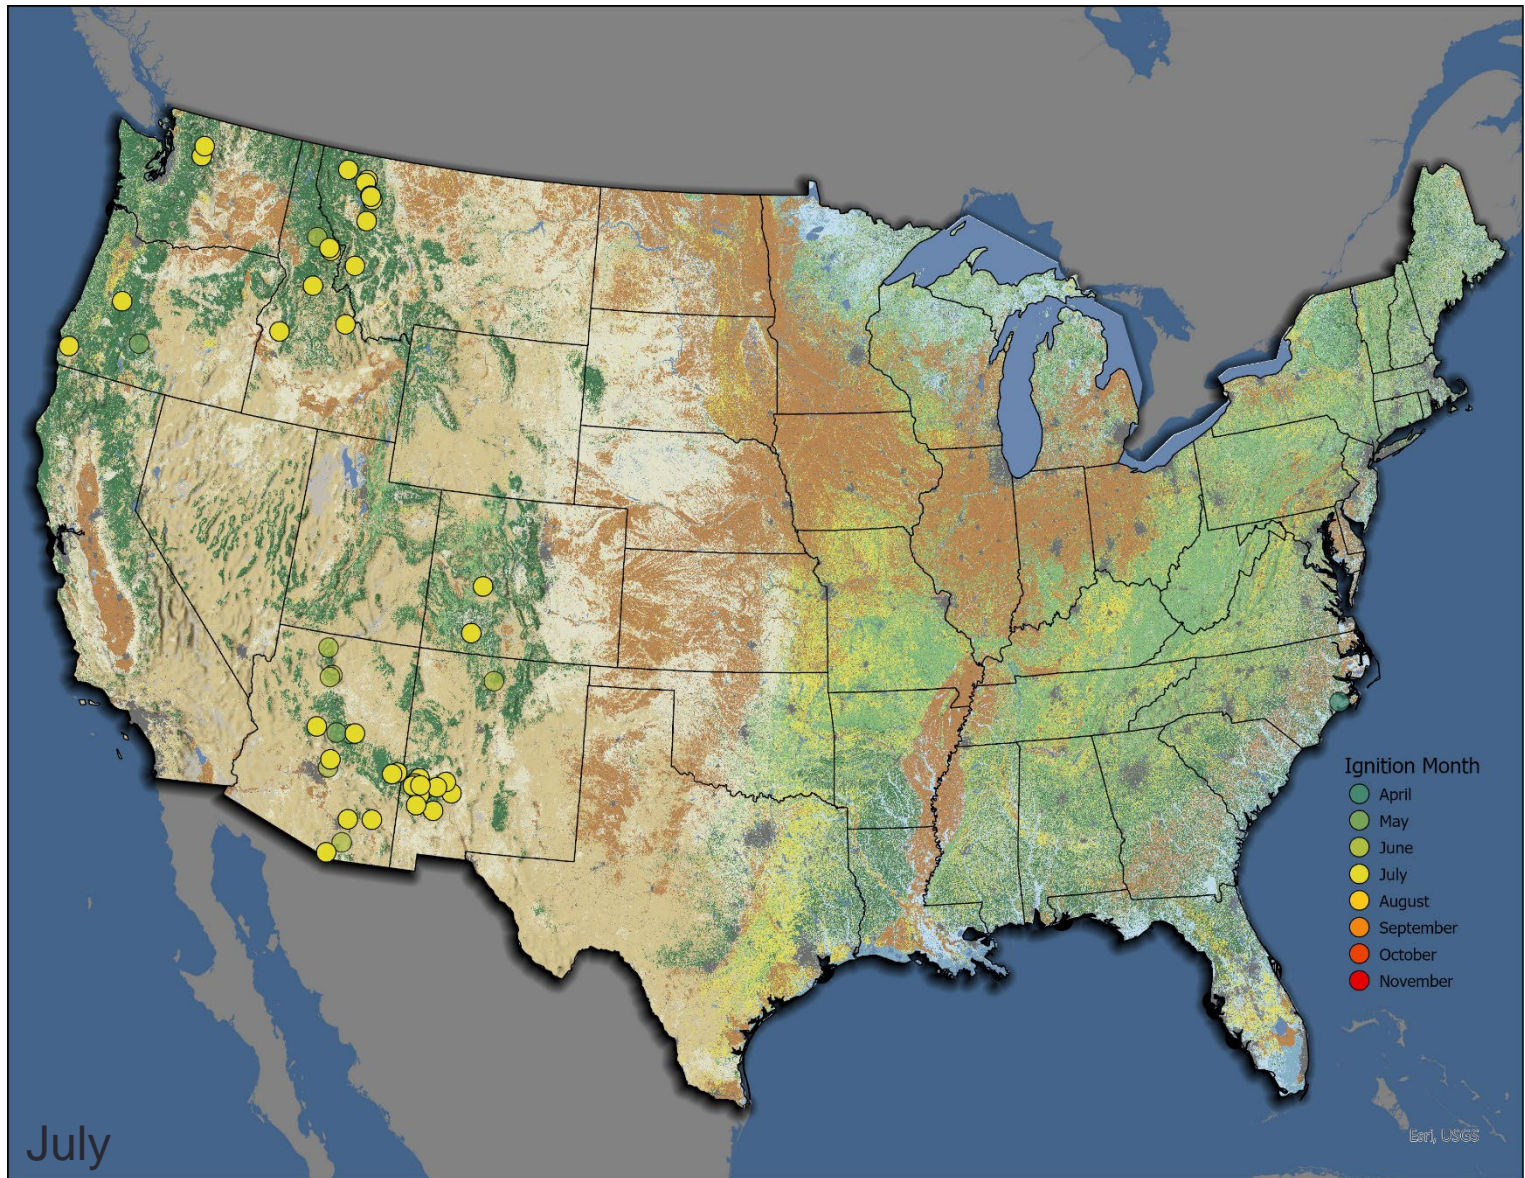 Ignition Month
April
May
June
July
August
September
October
November
Esri, USGS
July